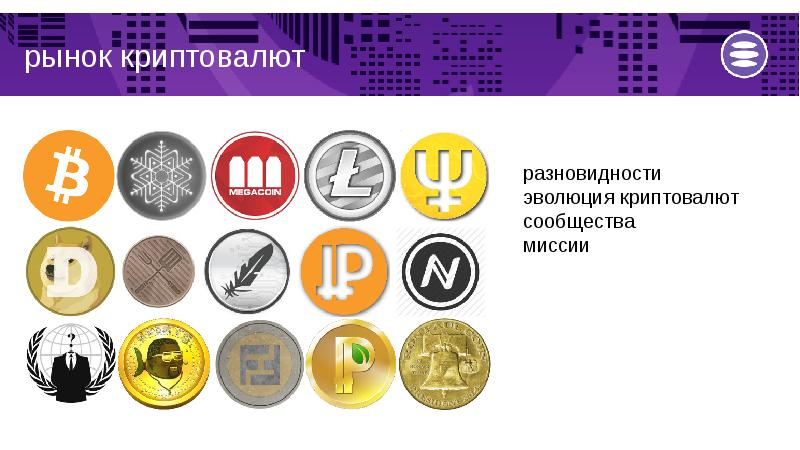 рынок криптовалют
MEGACOIN
разновидности
эволюция криптовалют
сообщества
миссии